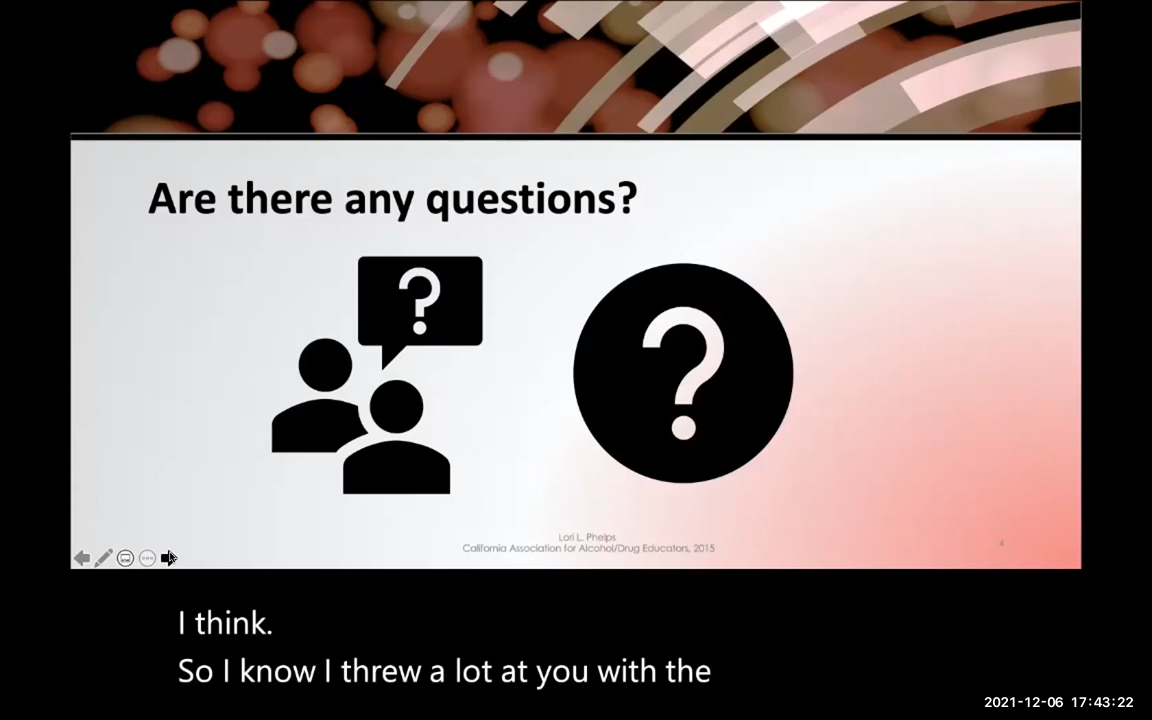 Are there any questions?
?
?
Lori L. Phelps
California Association for Alcohol/Drug Educators, 2015
4
I think.
So I know I threw a lot at you with the
2021-12-06 17:43:22